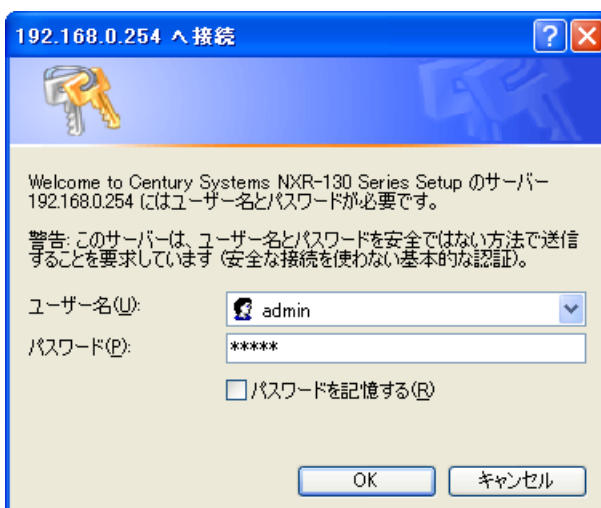 192.168.0.254 へ接続
Welcome to Century Systems NXR-130 Series Setup のサーバー
192.168.0.254 にはユーザー名とパスワードが必要です。
警告: このサーバーは、ユーザー名とパスワードを安全ではない方法で送信
することを要求しています (安全な接続を使わない基本的な認証)。
ユーザー名(U):
admin
パスワード(P):
*****
パスワードを記憶する(R)
OK
キャンセル